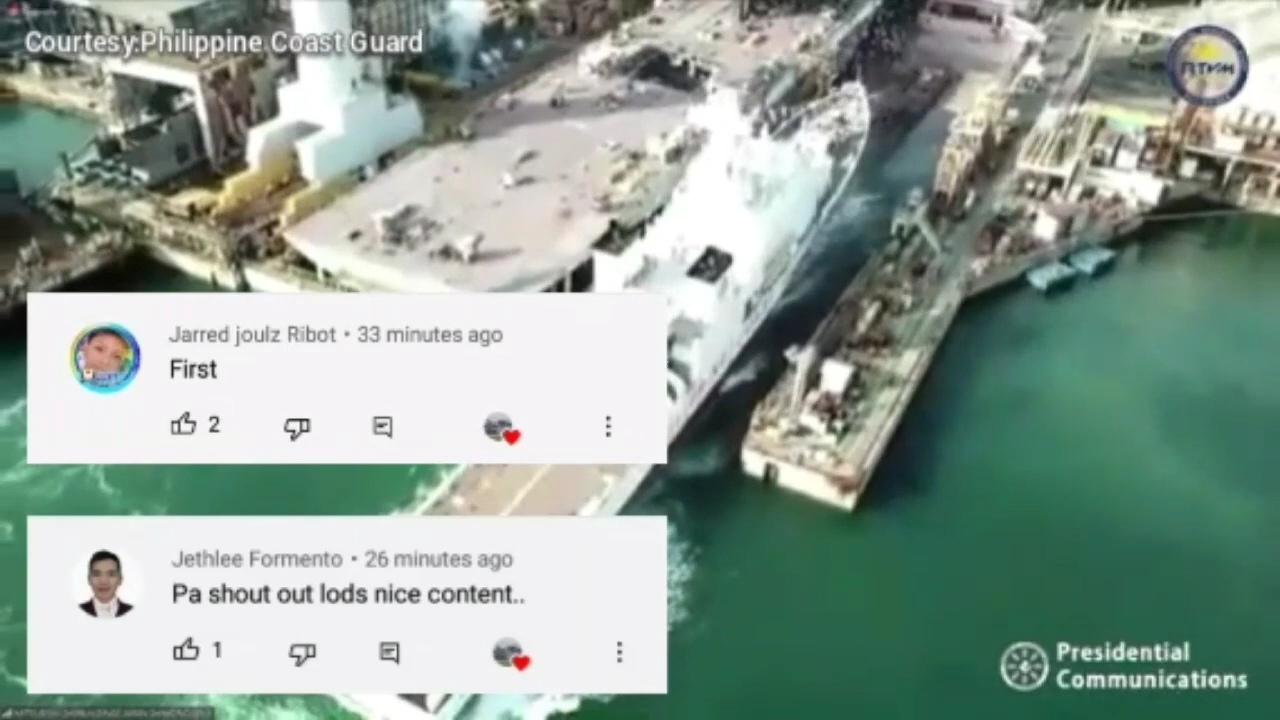 Courtesy:Philippine Coast Guard
Jarred joulz Ribot • 33 minutes ago
First
2
Jethlee Formento • 26 minutes ago
Pa shout out lods nice content..
1
Presidential
Communications